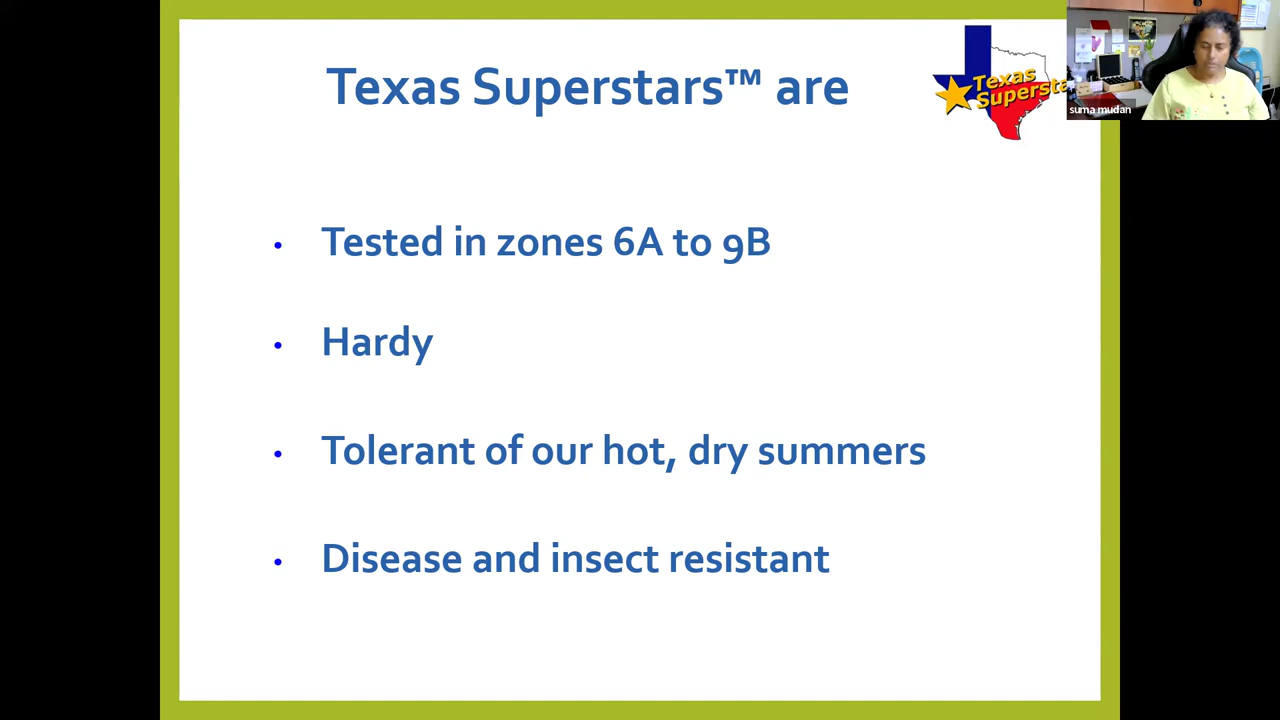 Texas Superstars™ are
Texas
Supersta
suma mudan
• Tested in zones 6A to 9B
• Hardy
• Tolerant of our hot, dry summers
• Disease and insect resistant